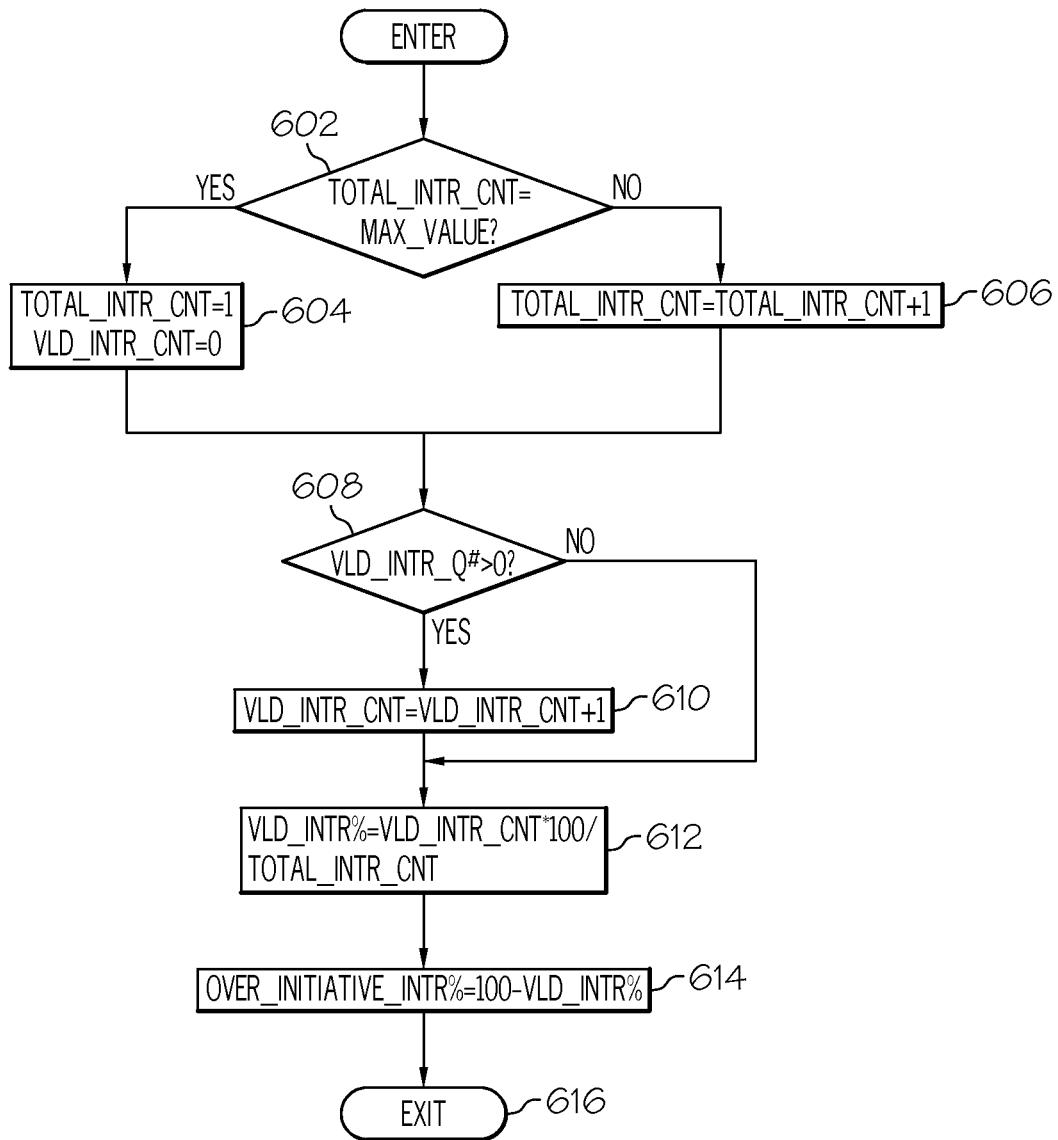 ENTER
602
TOTAL_INTR_CNT=
MAX_VALUE?
YES
NO
TOTAL_INTR_CNT=1
VLD_INTR_CNT=0
604
TOTAL_INTR_CNT=TOTAL_INTR_CNT+1
606
608
VLD_INTR_Q#>0?
NO
YES
VLD_INTR_CNT=VLD_INTR_CNT+1
610
VLD_INTR%=VLD_INTR_CNT*100/
TOTAL_INTR_CNT
612
OVER_INITIATIVE_INTR%=100-VLD_INTR%
614
EXIT
616